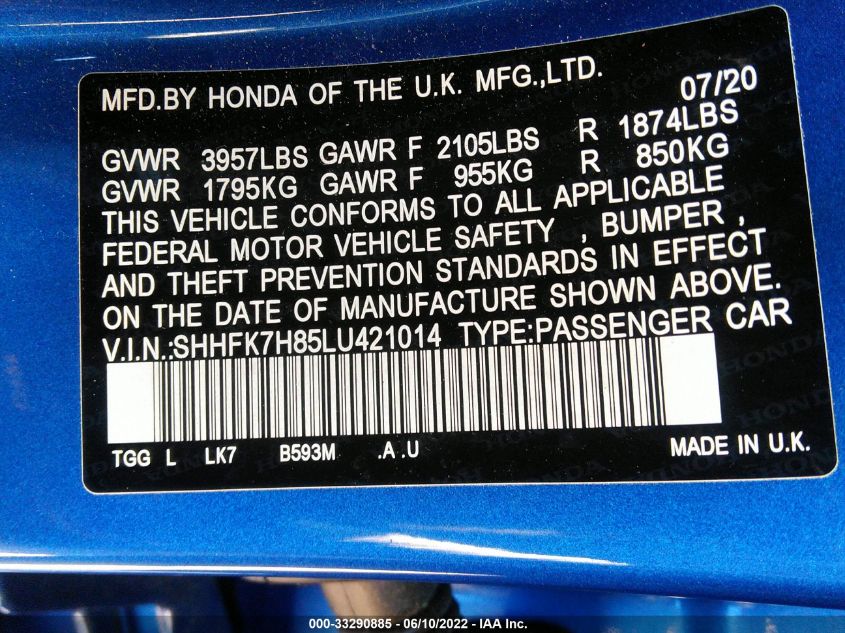 MFD.BY HONDA OF THE U.K. MFG.,LTD. 07/20
GVWR 3957LBS GAWR F 2105LBS R 1874LBS
GVWR 1795KG GAWR F 955KG R 850KG
THIS VEHICLE CONFORMS TO ALL APPLICABLE
FEDERAL MOTOR VEHICLE SAFETY , BUMPER ,
AND THEFT PREVENTION STANDARDS IN EFFECT
ON THE DATE OF MANUFACTURE SHOWN ABOVE.
V.I.N.:SHHFK7H85LU421014 TYPE:PASSENGER CAR
TGG L LK7 B593M .A .U MADE IN U.K.
000-33290885 - 06/10/2022 - IAA Inc.